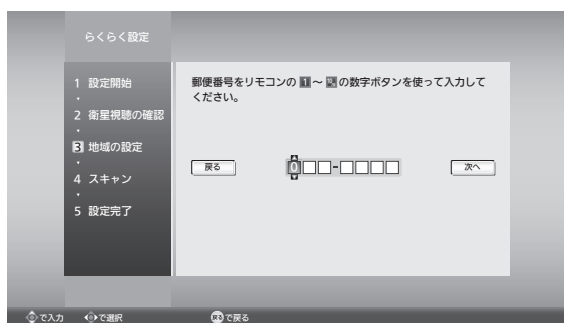 らくらく設定
1 設定開始
2 衛星視聴の確認
3 地域の設定
4 スキャン
5 設定完了
郵便番号をリモコンの 1 ～ の数字ボタンを使って入力して
ください。
戻る
0 -
次へ
で入力 で選択 戻る で戻る